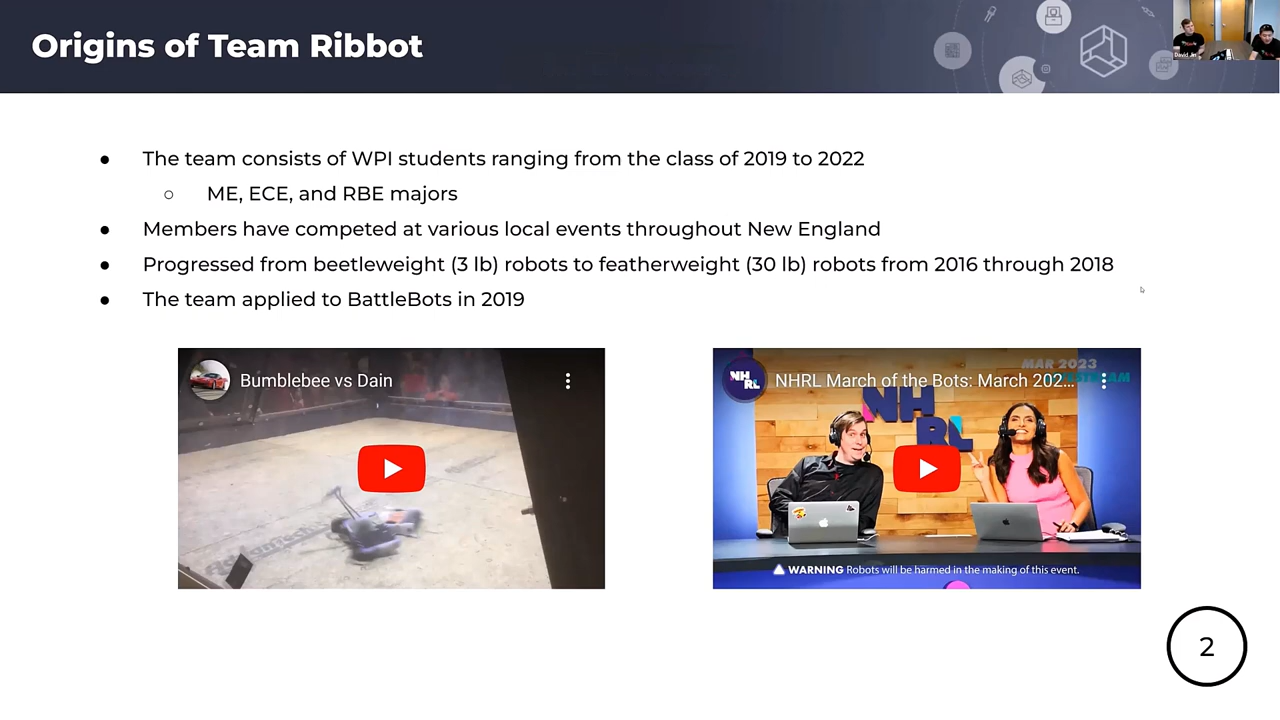 Origins of Team Ribbot
David Jin
● The team consists of WPI students ranging from the class of 2019 to 2022
○ ME, ECE, and RBE majors
● Members have competed at various local events throughout New England
● Progressed from beetleweight (3 lb) robots to featherweight (30 lb) robots from 2016 through 2018
● The team applied to BattleBots in 2019
Bumblebee vs Dain
MAR 2023
NHRL
NHRL March of the Bots: March 202...
NH
RL
WARNING Robots will be harmed in the making of this event.
2